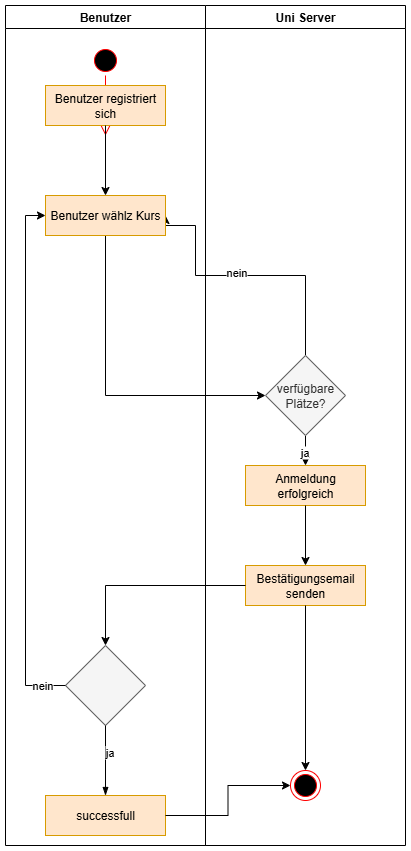 Benutzer
Uni Server
Benutzer registriert
sich
Benutzer wählz Kurs
nein
verfügbare
Plätze?
ja
Anmeldung
erfolgreich
Bestätigungsemail
senden
nein
ja
successfull